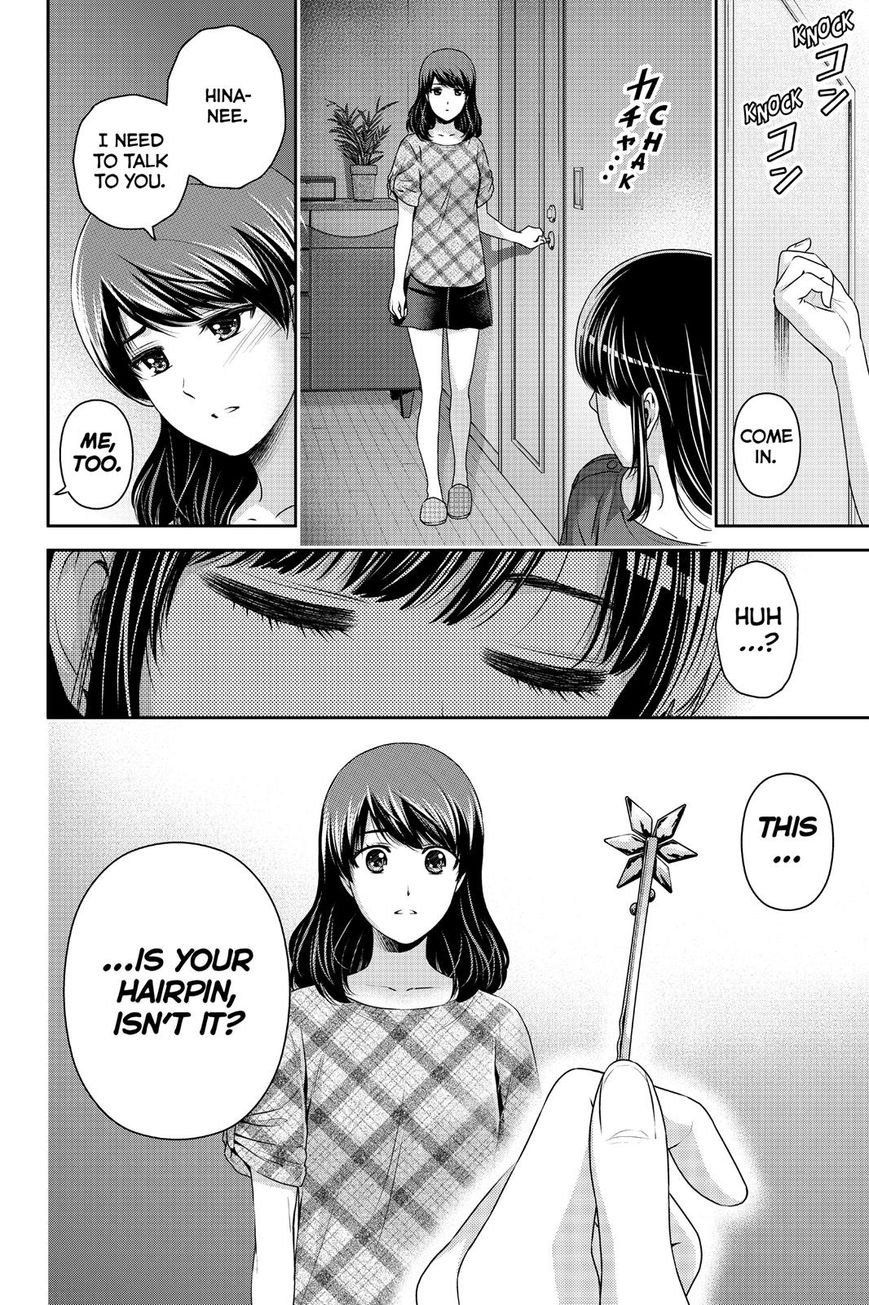 KNOCK
コン
KNOCK
コン
COME
IN.
CHAK
カチャ…
HINA-
NEE.
I NEED
TO TALK
TO YOU.
ME,
TOO.
HUH
...?
THIS
...
...IS YOUR
HAIRPIN,
ISN'T IT?